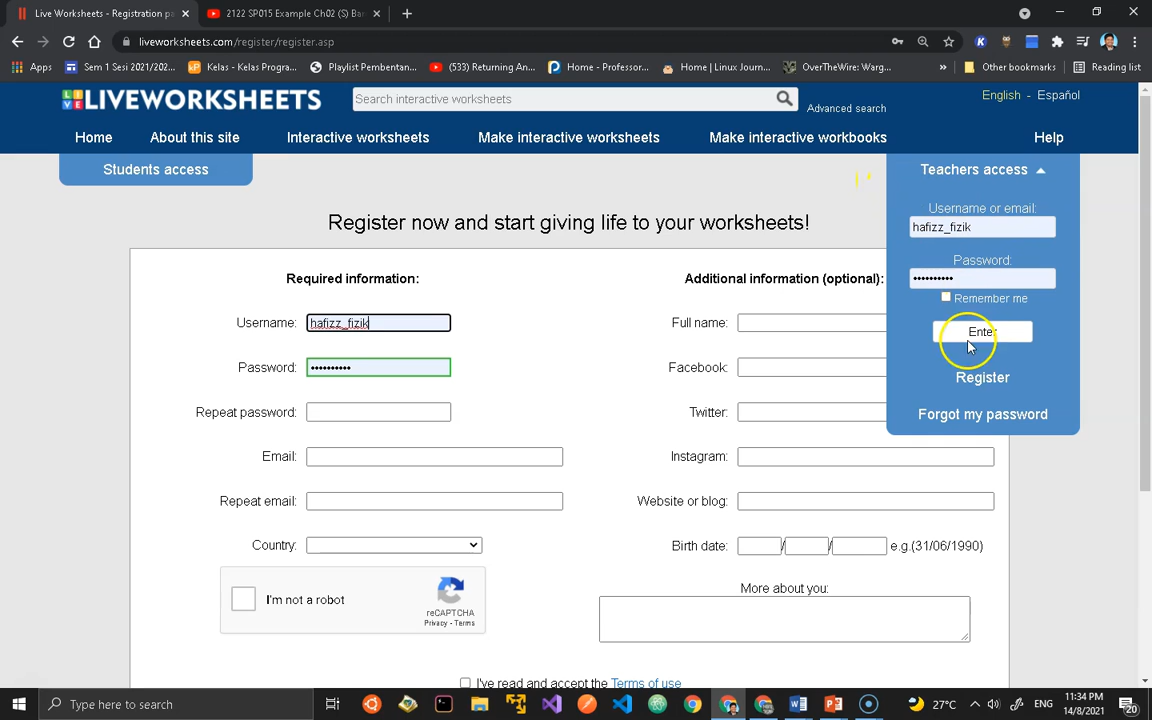 Live Worksheets - Registration pa
2122 SP015 Example Ch02 (S) Ba
liveworksheets.com/register/register.asp
Apps
Sem 1 Sesi 2021/202...
Kelas - Kelas Progra...
Playlist Pembentan...
(533) Returning An...
Home - Professor...
Home | Linux Journ...
OverTheWire: Warg...
»
Other bookmarks
Reading list
LIVEWORKSHEETS
Search interactive worksheets
Advanced search
English - Español
Home
About this site
Interactive worksheets
Make interactive worksheets
Make interactive workbooks
Help
Students access
Teachers access
Username or email:
hafizz_fizik
Password:
••••••••••
Remember me
Enter
Register
Forgot my password
Register now and start giving life to your worksheets!
Required information:
Username: hafizz_fizik
Password: ••••••••••
Repeat password:
Email:
Repeat email:
Country:
I'm not a robot
reCAPTCHA
Privacy - Terms
Additional information (optional):
Full name:
Facebook:
Twitter:
Instagram:
Website or blog:
Birth date: / / e.g.(31/06/1990)
More about you:
I've read and accept the Terms of use
Type here to search
27°C
ENG
11:34 PM
14/8/2021
20